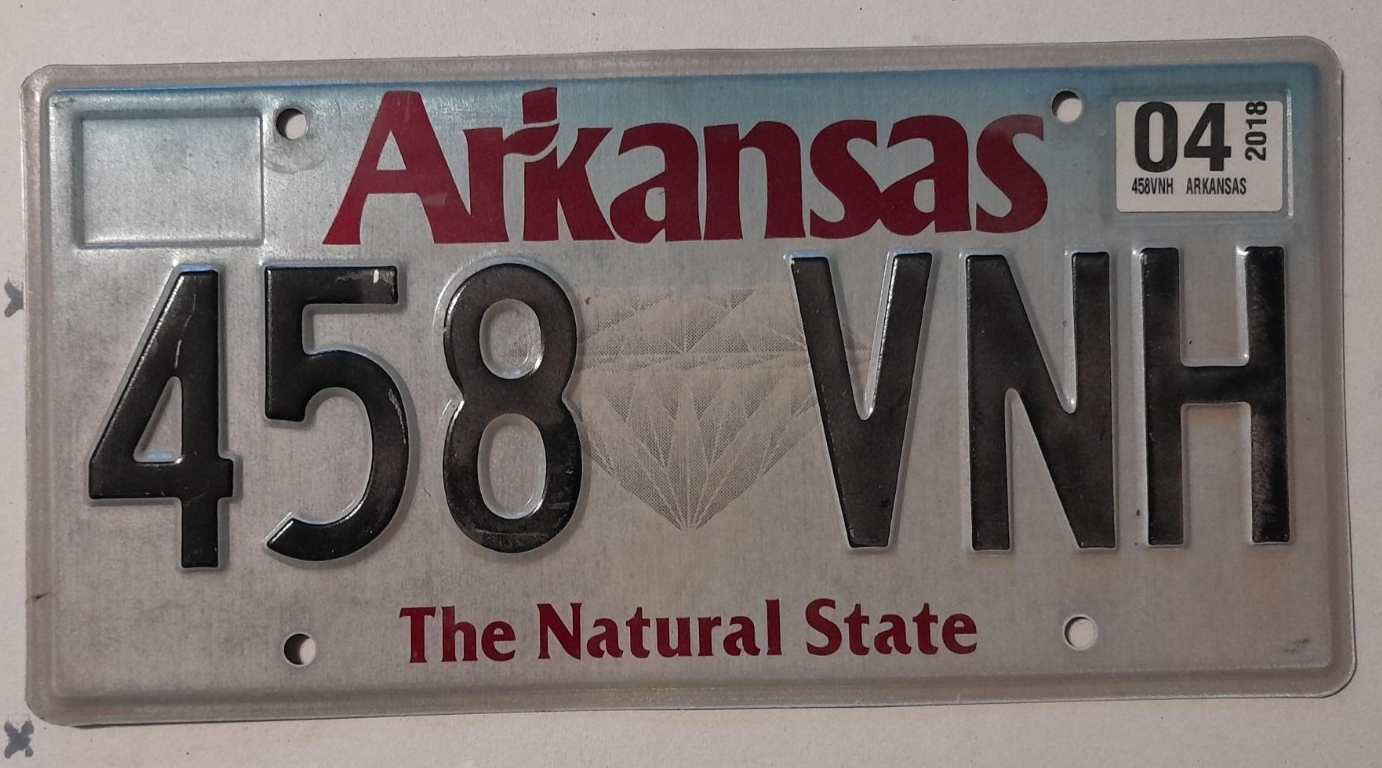 Arkansas
04 2018
458VNH ARKANSAS
458 VNH
The Natural State